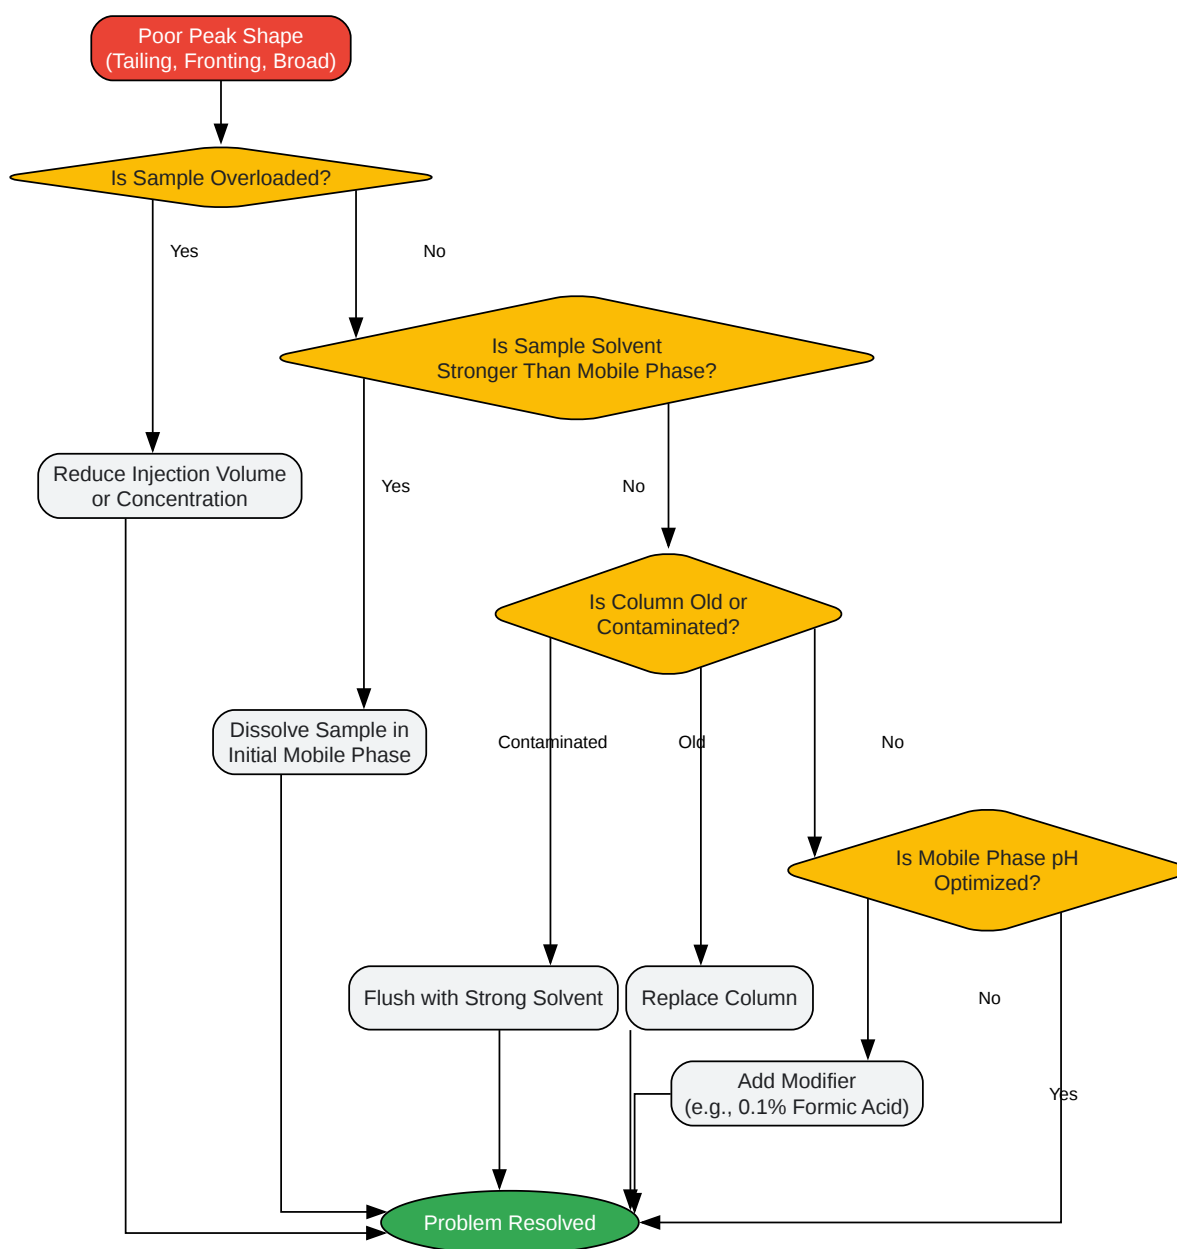 Poor Peak Shape
(Tailing, Fronting, Broad)
Is Sample Overloaded?
Yes
No
Is Sample Solvent
Stronger Than Mobile Phase?
Reduce Injection Volume
or Concentration
Yes
No
Is Column Old or
Contaminated?
Dissolve Sample in
Initial Mobile Phase
Contaminated
Old
No
Is Mobile Phase pH
Optimized?
Flush with Strong Solvent
Replace Column
No
Add Modifier
(e.g., 0.1% Formic Acid)
Yes
Problem Resolved